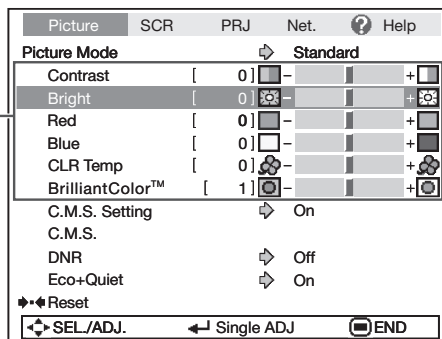 Picture SCR PRJ Net. ? Help
Picture Mode Standard
Contrast [ 0 ] - +
Bright [ 0 ] - +
Red [ 0 ] - +
Blue [ 0 ] - +
CLR Temp [ 0 ] - +
BrilliantColor™ [ 1 ] - +
C.M.S. Setting On
C.M.S.
DNR Off
Eco+Quiet On
Reset
SEL./ADJ. Single ADJ END